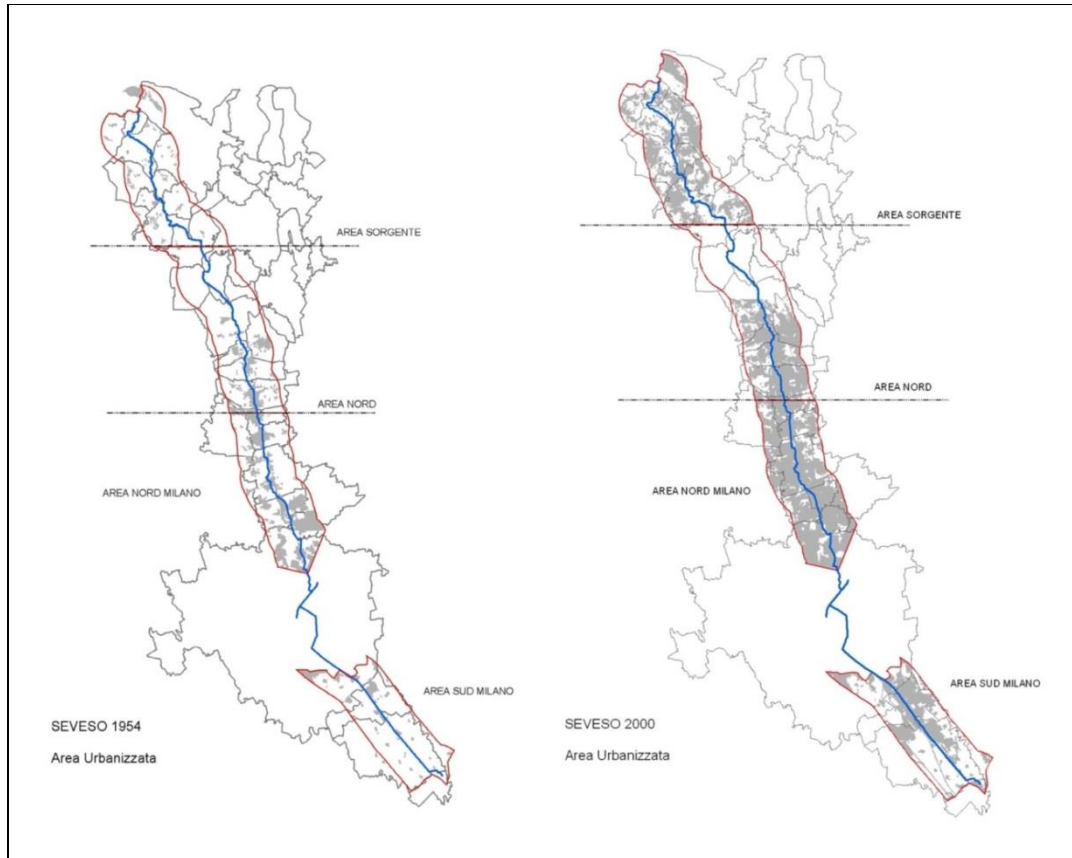 AREA SORGENTE
AREA NORD
AREA NORD MILANO
AREA SUD MILANO
SEVESO 1954
Area Urbanizzata
AREA SORGENTE
AREA NORD
AREA NORD MILANO
AREA SUD MILANO
SEVESO 2000
Area Urbanizzata